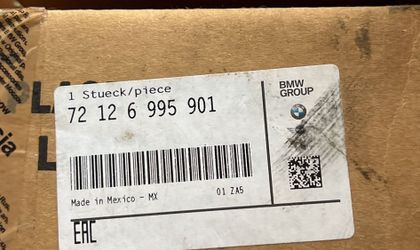 1 Stueck/piece
72 12 6 995 901
BMW
GROUP
Made in Mexico - MX
01 ZA5
EAC